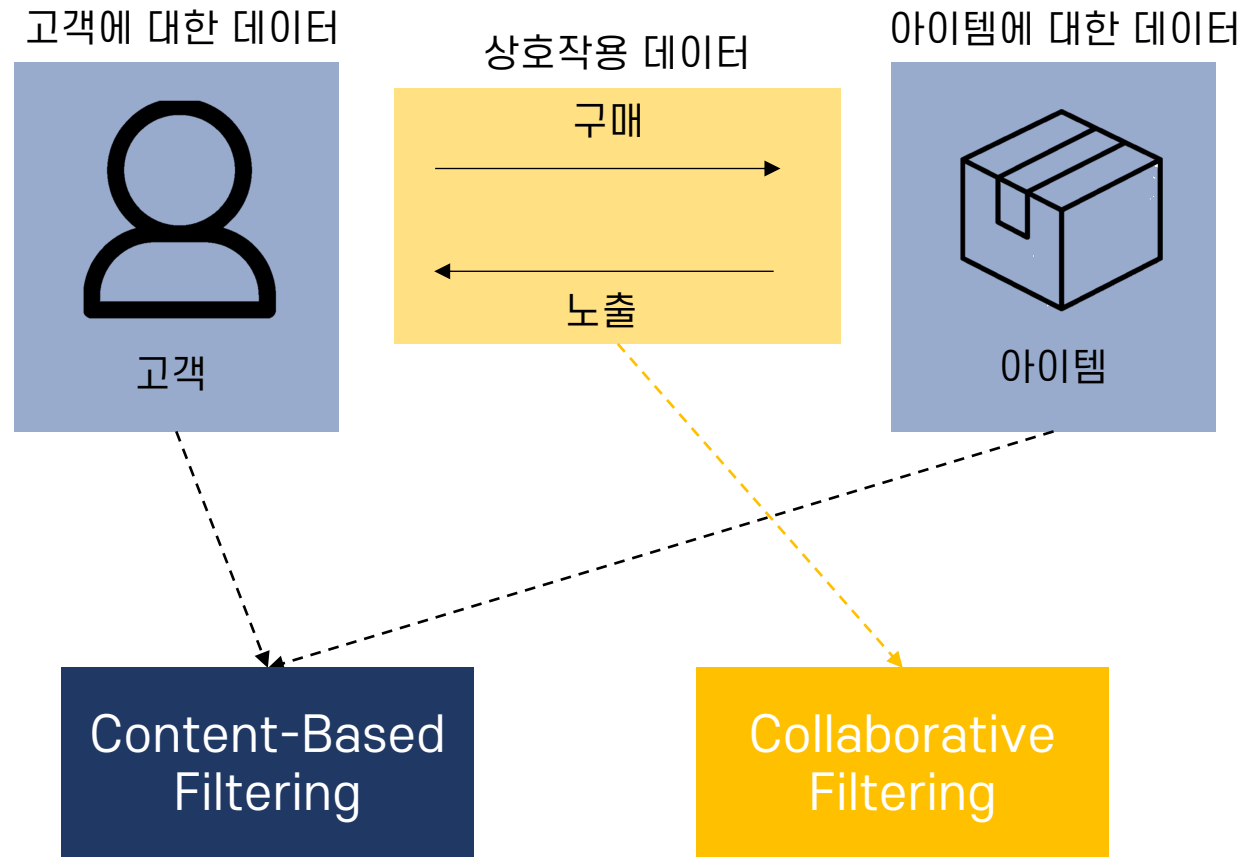 고객에 대한 데이터
상호작용 데이터
아이템에 대한 데이터
구매
노출
고객
아이템
Content-Based
Filtering
Collaborative
Filtering